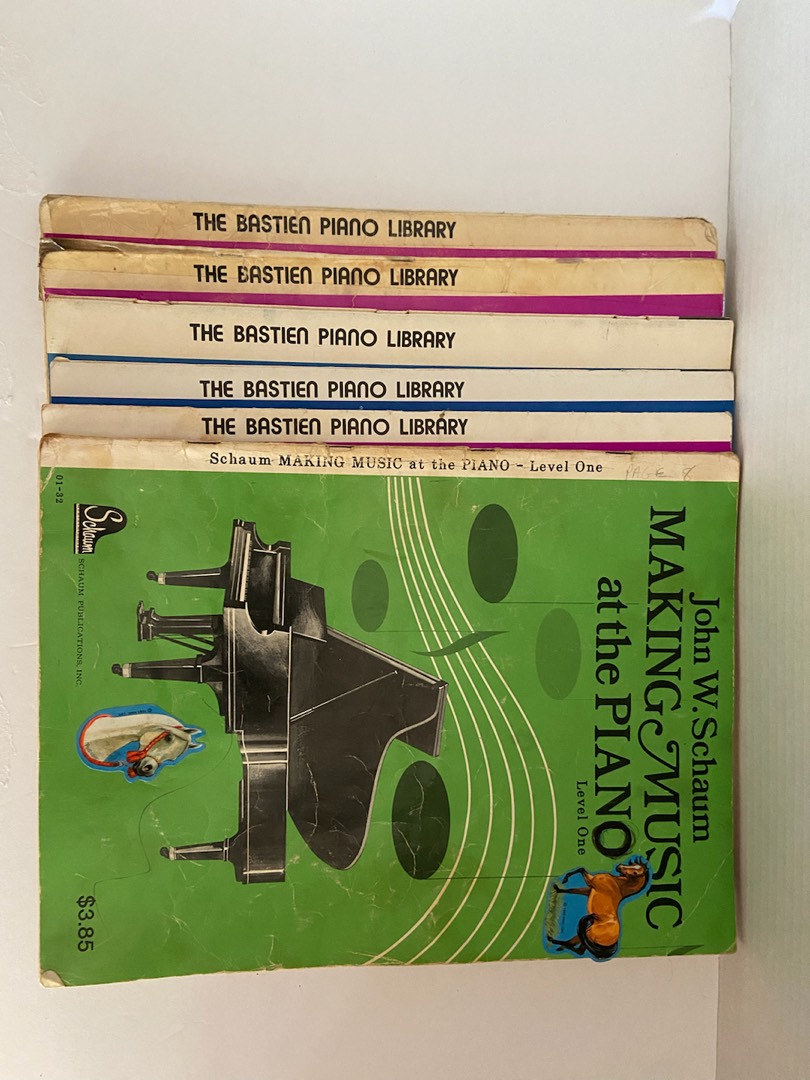 THE BASTIEN PIANO LIBRARY
THE BASTIEN PIANO LIBRARY
THE BASTIEN PIANO LIBRARY
THE BASTIEN PIANO LIBRARY
THE BASTIEN PIANO LIBRARY
Schaum MAKING MUSIC at the PIANO - Level One
PAGE
John W. Schaum
MAKING MUSIC
at the PIANO
Level One
01-32
Schaum
SCHAUM PUBLICATIONS, INC.
$3.85